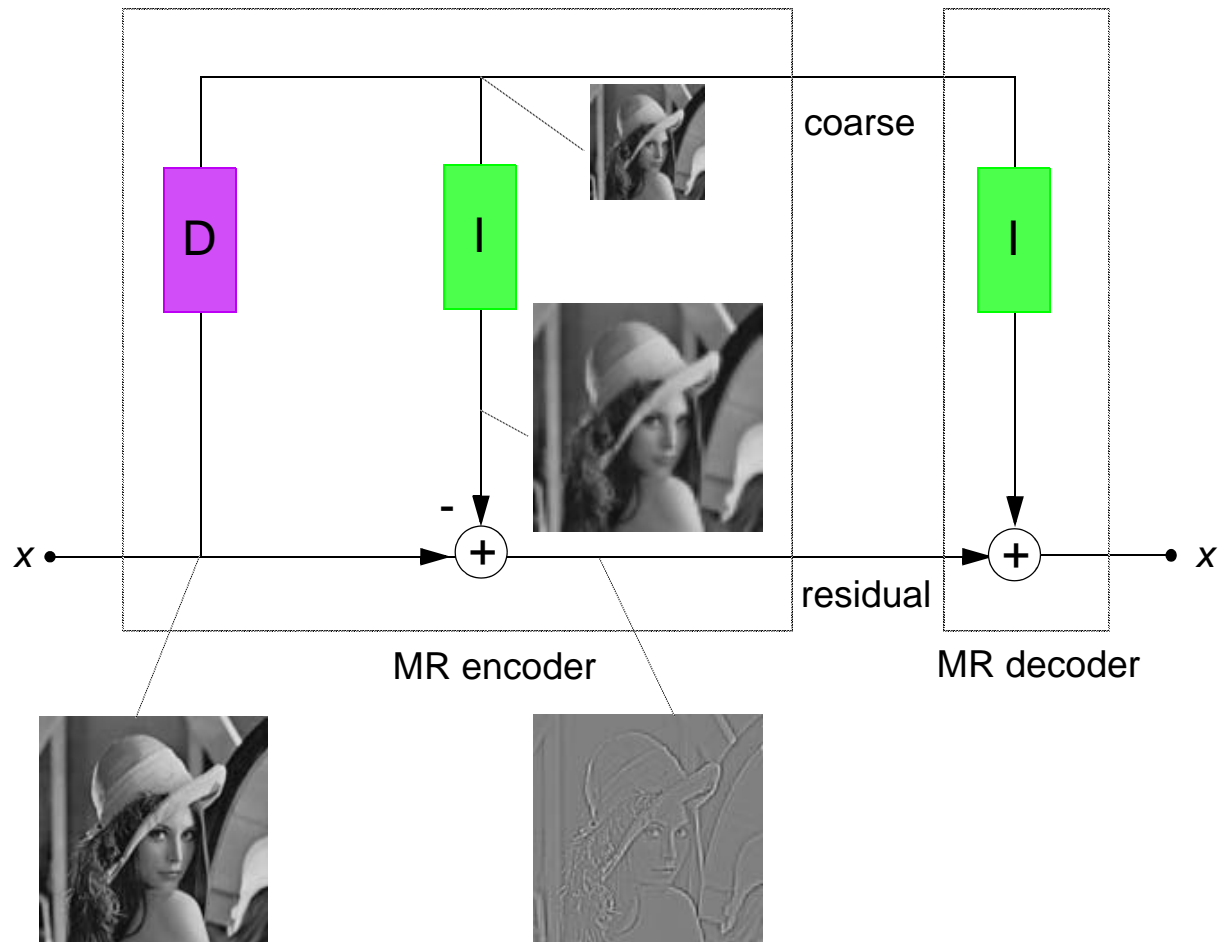 coarse
D
I
I
-
x
+
+
x
residual
MR encoder
MR decoder